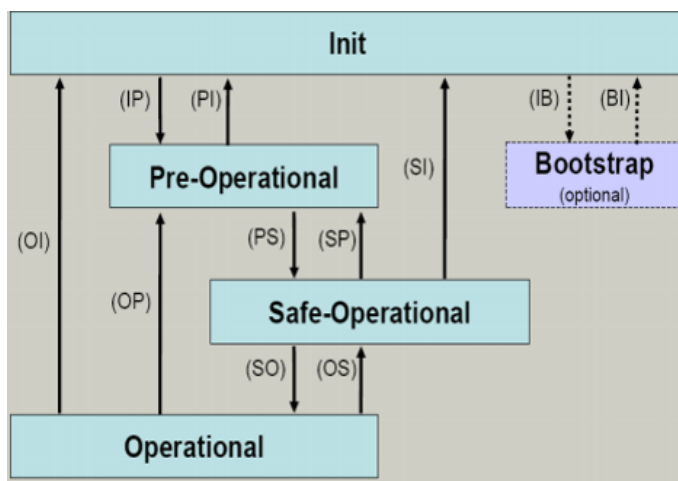 Init
(IP) (PI) (IB) (BI)
Pre-Operational
Bootstrap
(optional)
(SI)
(OI) (PS) (SP)
(OP)
Safe-Operational
(SO) (OS)
Operational